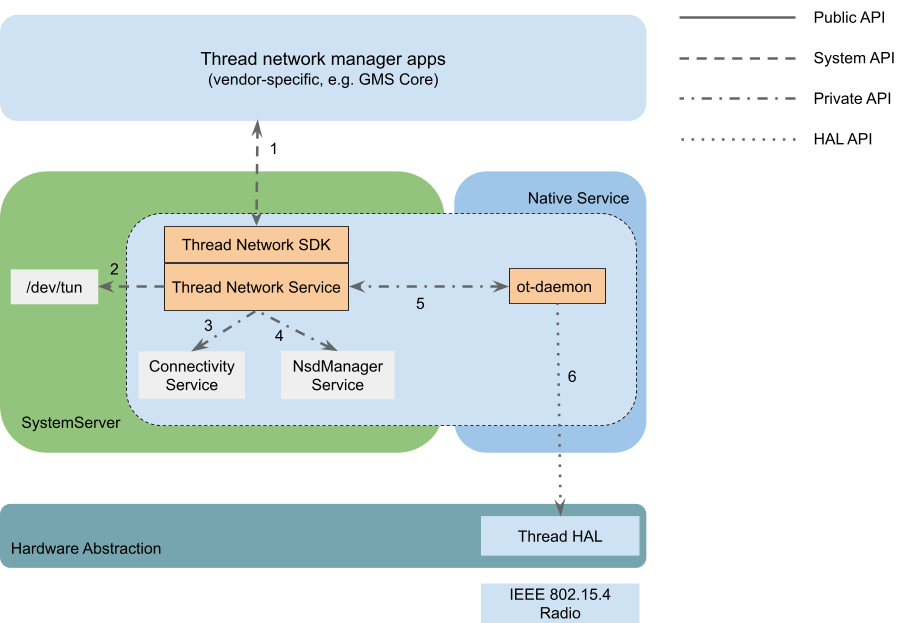 Thread network manager apps
(vendor-specific, e.g. GMS Core)
Public API
System API
Private API
HAL API
1
Native Service
Thread Network SDK
Thread Network Service
/dev/tun
2
ot-daemon
5
3
4
Connectivity
Service
NsdManager
Service
6
SystemServer
Hardware Abstraction
Thread HAL
IEEE 802.15.4
Radio